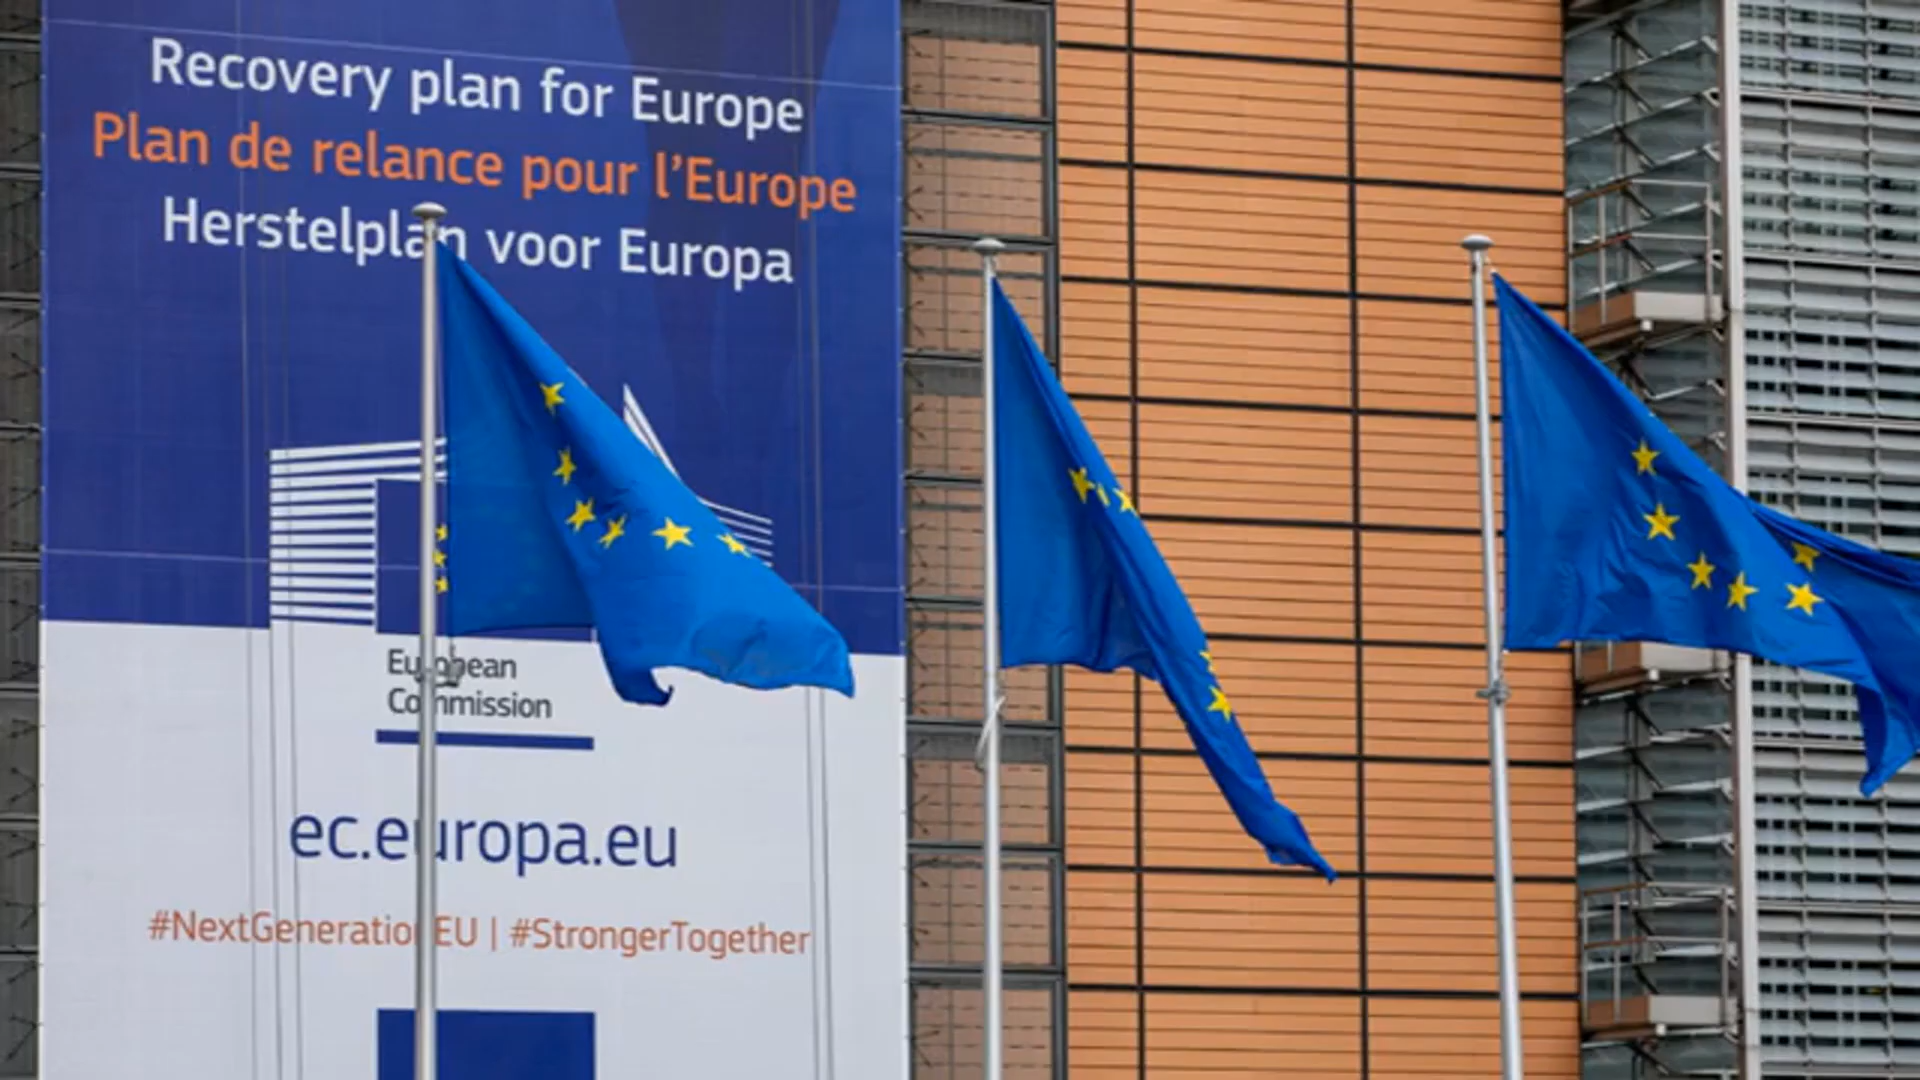 Recovery plan for Europe
Plan de relance pour l'Europe
Herstelplan voor Europa
European
Commission
ec.europa.eu
#NextGenerationEU | #StrongerTogether